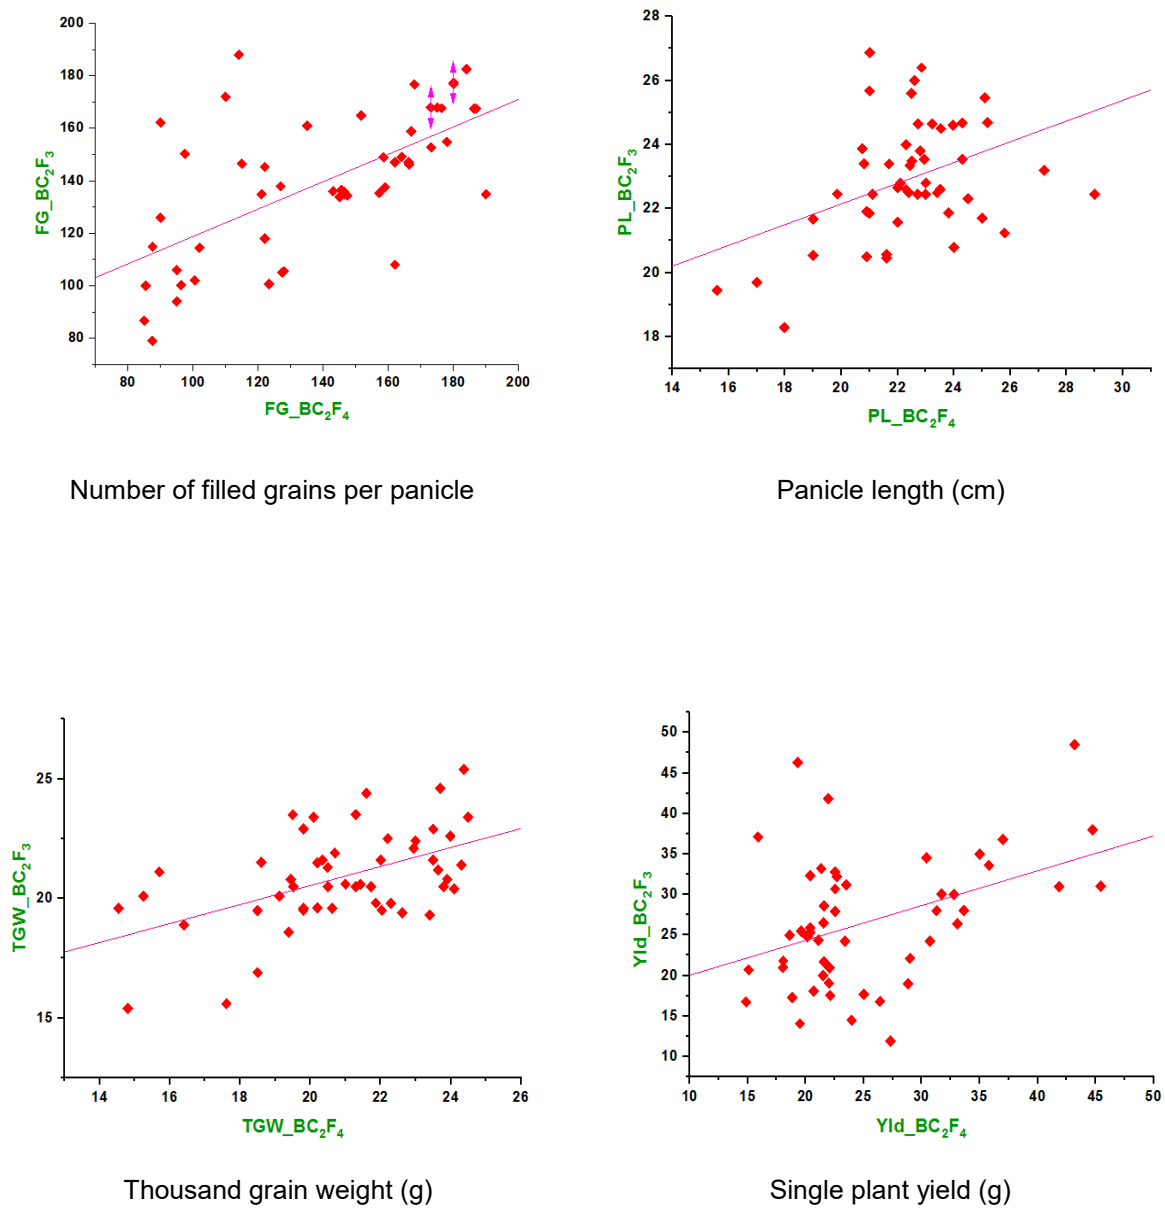 200
180
160
140
120
100
80
FG_BC₂F₃
80 100 120 140 160 180 200
FG_BC₂F₄
Number of filled grains per panicle
28
26
24
22
20
18
PL_BC₂F₃
14 16 18 20 22 24 26 28 30
PL_BC₂F₄
Panicle length (cm)
25
20
15
TGW_BC₂F₃
14 16 18 20 22 24 26
TGW_BC₂F₄
Thousand grain weight (g)
50
45
40
35
30
25
20
15
10
Yld_BC₂F₃
10 15 20 25 30 35 40 45 50
Yld_BC₂F₄
Single plant yield (g)